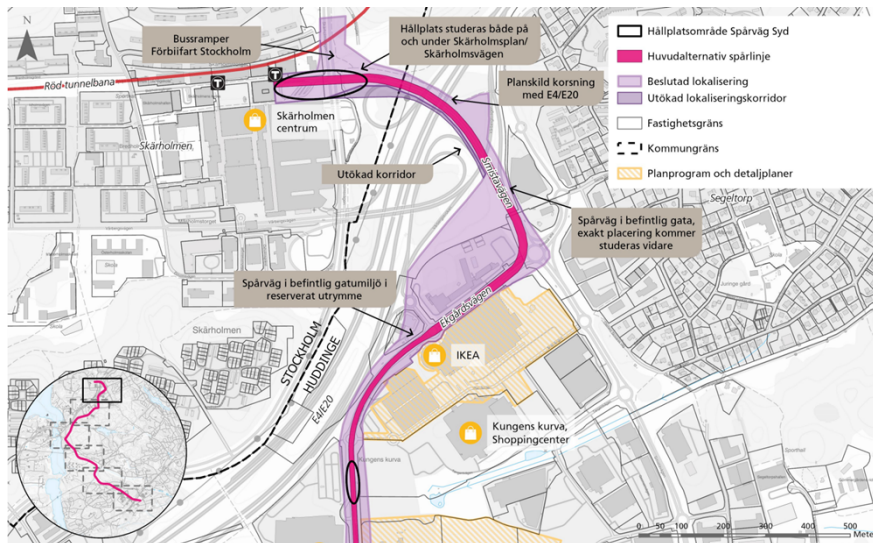 N
Bussramper
Förbiifart Stockholm
Hållplats studeras både på
och under Skärholmsplan/
Skärholmsvägen
Planskild korsning
med E4/E20
Röd tunnelbana
T
T
Skärholmen
centrum
Skärholmen
Utökad korridor
Smistavägen
Segeltorp
Spårväg i befintlig gata,
exakt placering kommer
studeras vidare
Spårväg i befintlig gatumiljö i
reserverat utrymme
Ekgårdsvägen
Skärholmen
STOCKHOLM
HUDDINGE
E4/E20
IKEA
Kungens kurva,
Shoppingcenter
Kungens kurva
Hållplatsområde Spårväg Syd
Huvudalternativ spårlinje
Beslutad lokalisering
Utökad lokaliseringskorridor
Fastighetsgräns
Kommungräns
Planprogram och detaljplaner
0 100 200 300 400 500
Meter